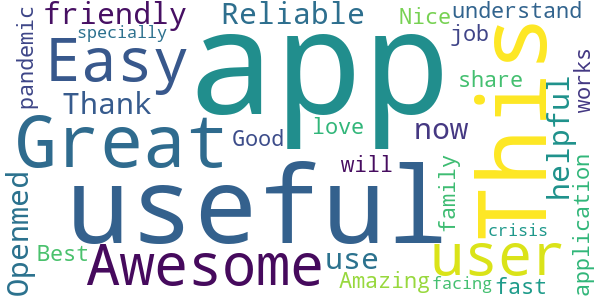 friendly
Reliable
Nice
understand
pandemic
specially
Easy
app
This
job
works
Thank
share
Great
Good
love
now
helpful
useful
will
family
application
Openmed
Best
Awesome
use
user
crisis
Amazing
facing
fast